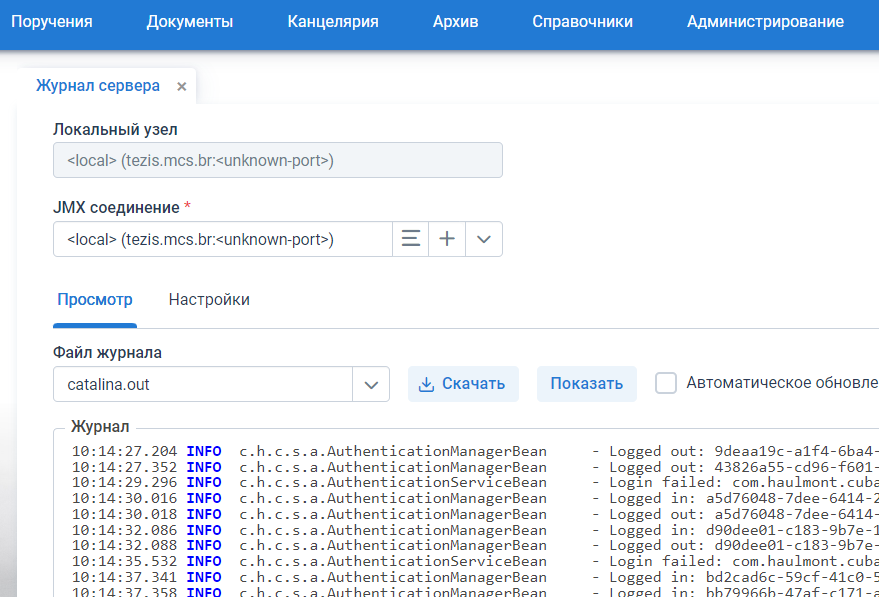 Поручения Документы Канцелярия Архив Справочники Администрирование
Журнал сервера ×
Локальный узел
<local> (tezis.mcs.br:<unknown-port>)
JMX соединение *
<local> (tezis.mcs.br:<unknown-port>)
Просмотр Настройки
Файл журнала
catalina.out Скачать Показать Автоматическое обновле
Журнал
10:14:27.204 INFO c.h.c.s.a.AuthenticationManagerBean - Logged out: 9deaa19c-a1f4-6ba4-
10:14:27.352 INFO c.h.c.s.a.AuthenticationManagerBean - Logged out: 43826a55-cd96-f601-
10:14:29.296 INFO c.h.c.s.a.AuthenticationServiceBean - Login failed: com.haulmont.cuba
10:14:30.016 INFO c.h.c.s.a.AuthenticationManagerBean - Logged in: a5d76048-7dee-6414-2
10:14:30.018 INFO c.h.c.s.a.AuthenticationManagerBean - Logged out: a5d76048-7dee-6414-
10:14:32.086 INFO c.h.c.s.a.AuthenticationManagerBean - Logged in: d90dee01-c183-9b7e-1
10:14:32.088 INFO c.h.c.s.a.AuthenticationManagerBean - Logged out: d90dee01-c183-9b7e-
10:14:35.532 INFO c.h.c.s.a.AuthenticationServiceBean - Login failed: com.haulmont.cuba
10:14:37.341 INFO c.h.c.s.a.AuthenticationManagerBean - Logged in: bd2cad6c-59cf-41c0-5
10:14:37.358 INFO c.h.c.s.a.AuthenticationManagerBean - Logged in: bb79966b-47af-c171-a